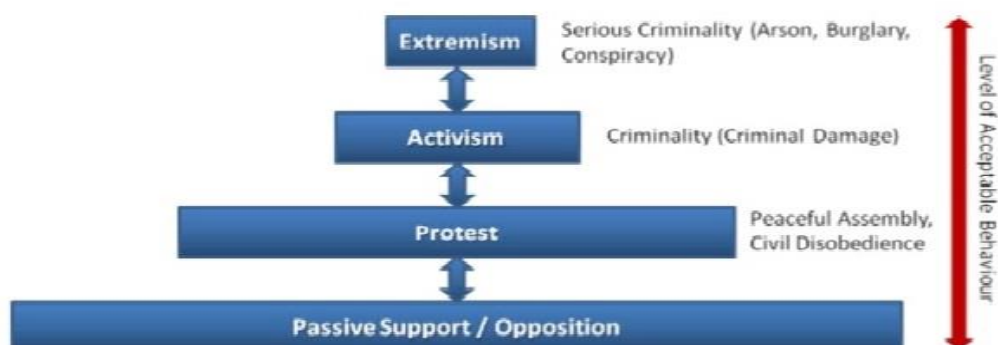 Extremism
Serious Criminality (Arson, Burglary,
Conspiracy)
Activism
Criminality (Criminal Damage)
Protest
Peaceful Assembly,
Civil Disobedience
Passive Support / Opposition
Level of Acceptable Behaviour